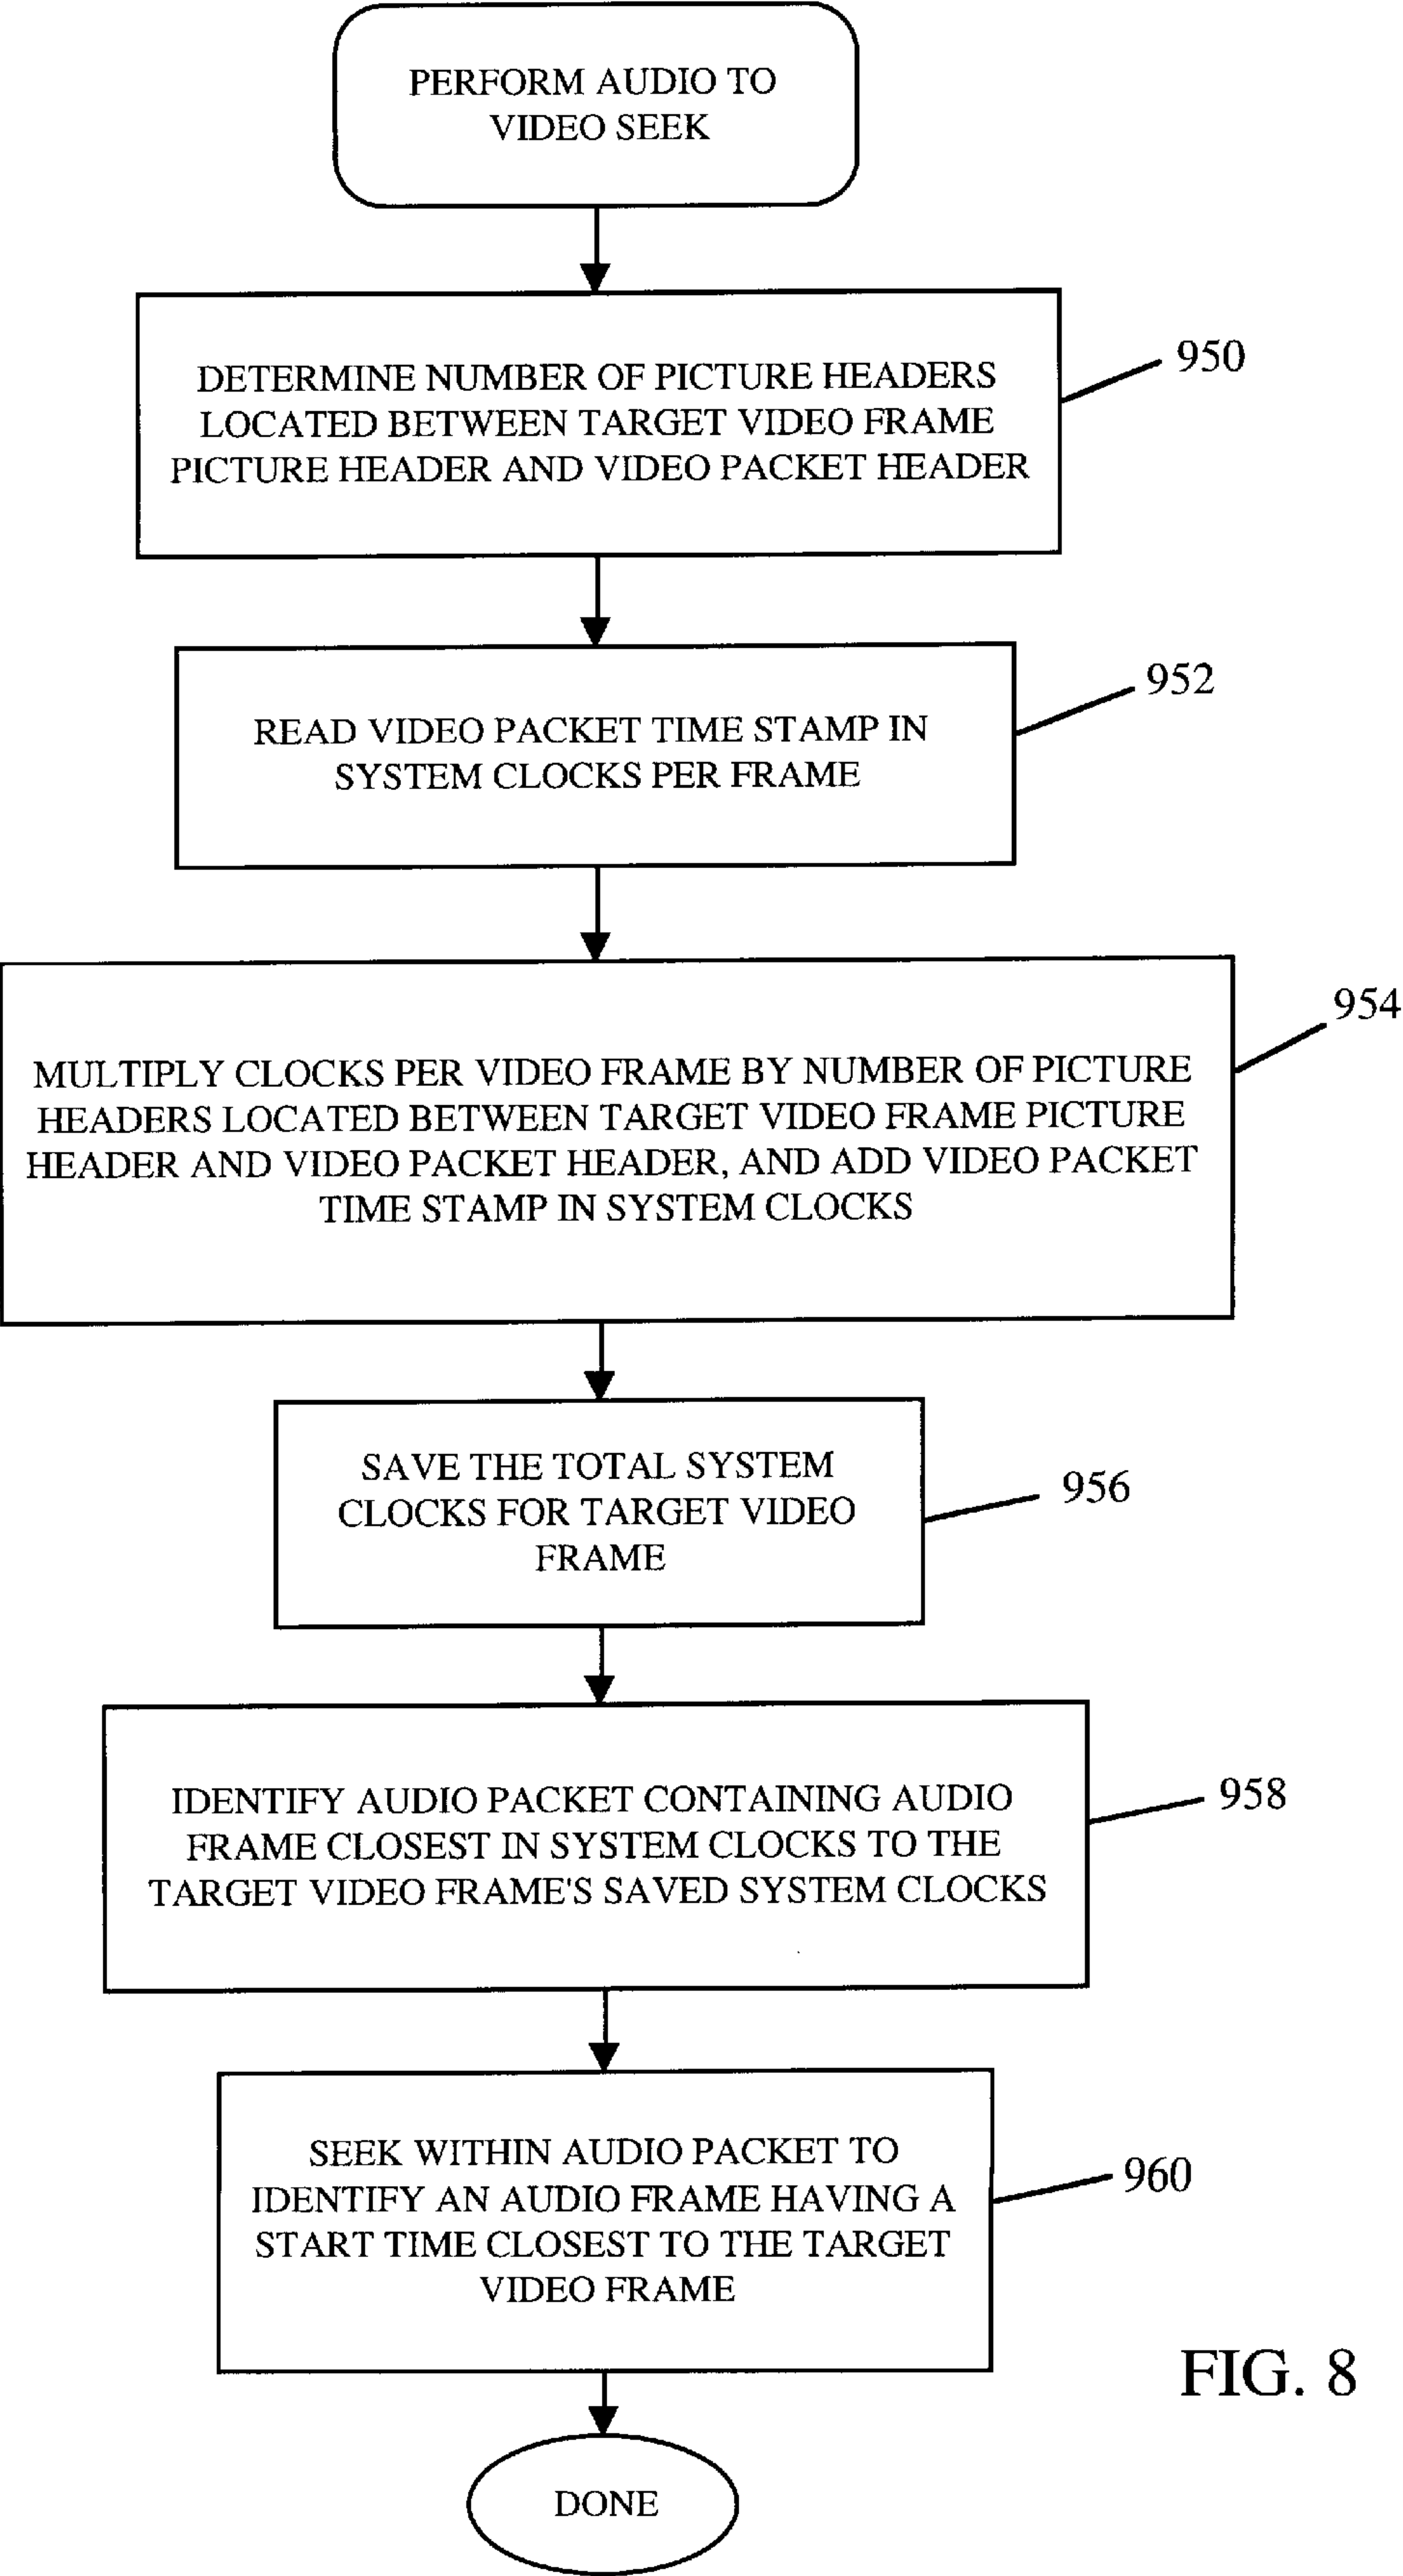 PERFORM AUDIO TO
VIDEO SEEK
DETERMINE NUMBER OF PICTURE HEADERS
LOCATED BETWEEN TARGET VIDEO FRAME
PICTURE HEADER AND VIDEO PACKET HEADER
950
READ VIDEO PACKET TIME STAMP IN
SYSTEM CLOCKS PER FRAME
952
MULTIPLY CLOCKS PER VIDEO FRAME BY NUMBER OF PICTURE
HEADERS LOCATED BETWEEN TARGET VIDEO FRAME PICTURE
HEADER AND VIDEO PACKET HEADER, AND ADD VIDEO PACKET
TIME STAMP IN SYSTEM CLOCKS
954
SAVE THE TOTAL SYSTEM
CLOCKS FOR TARGET VIDEO
FRAME
956
IDENTIFY AUDIO PACKET CONTAINING AUDIO
FRAME CLOSEST IN SYSTEM CLOCKS TO THE
TARGET VIDEO FRAME'S SAVED SYSTEM CLOCKS
958
SEEK WITHIN AUDIO PACKET TO
IDENTIFY AN AUDIO FRAME HAVING A
START TIME CLOSEST TO THE TARGET
VIDEO FRAME
960
FIG. 8
DONE